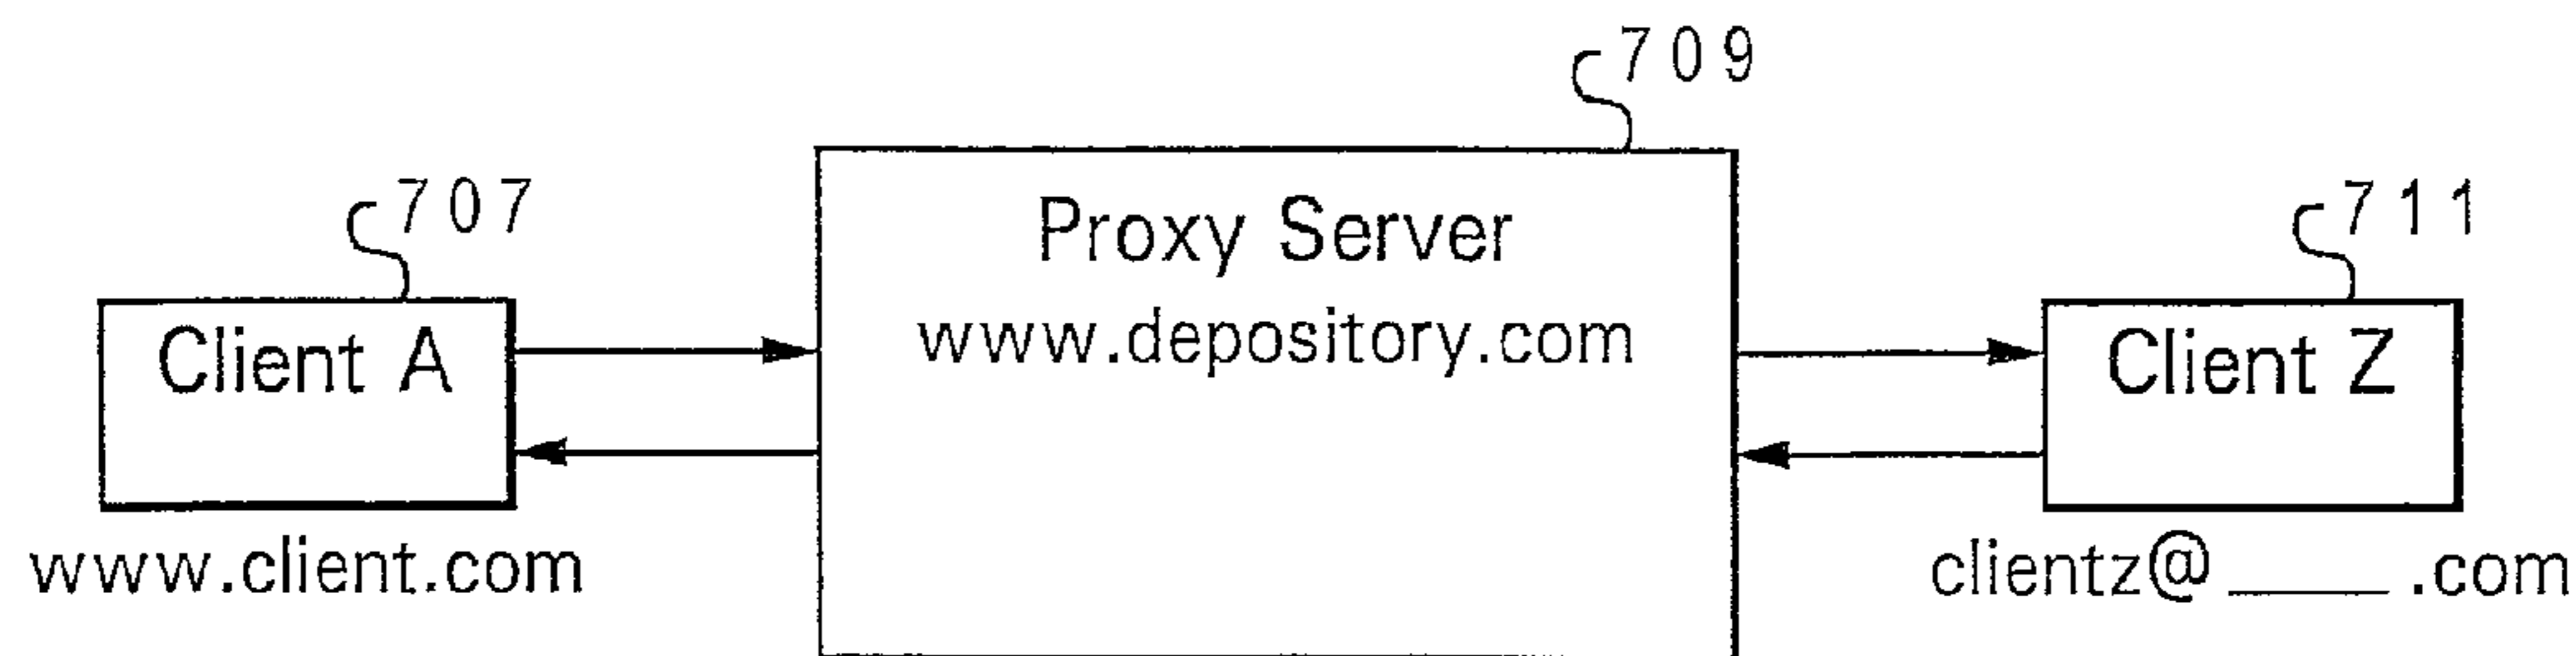 709
707
Proxy Server
711
www.depository.com
Client A
Client Z
www.client.com
clientz@ ____ .com